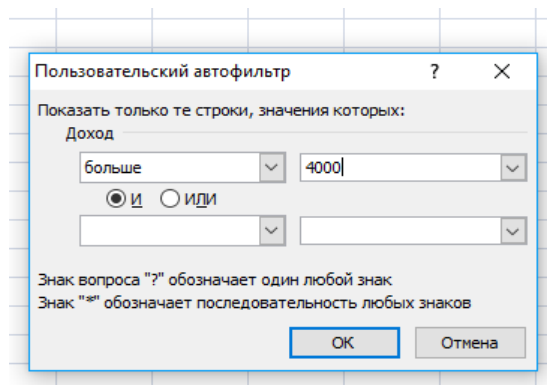 Пользовательский автофильтр ?
Показать только те строки, значения которых:
Доход
больше 4000
И ИЛИ
Знак вопроса "?" обозначает один любой знак
Знак "*" обозначает последовательность любых знаков
ОК Отмена